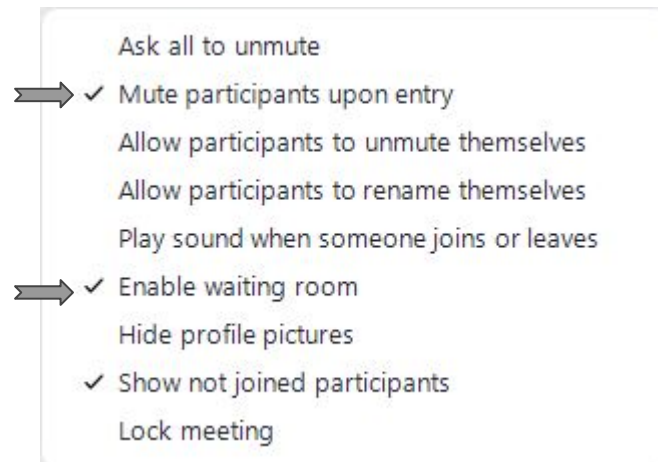 Ask all to unmute
Mute participants upon entry
Allow participants to unmute themselves
Allow participants to rename themselves
Play sound when someone joins or leaves
Enable waiting room
Hide profile pictures
Show not joined participants
Lock meeting